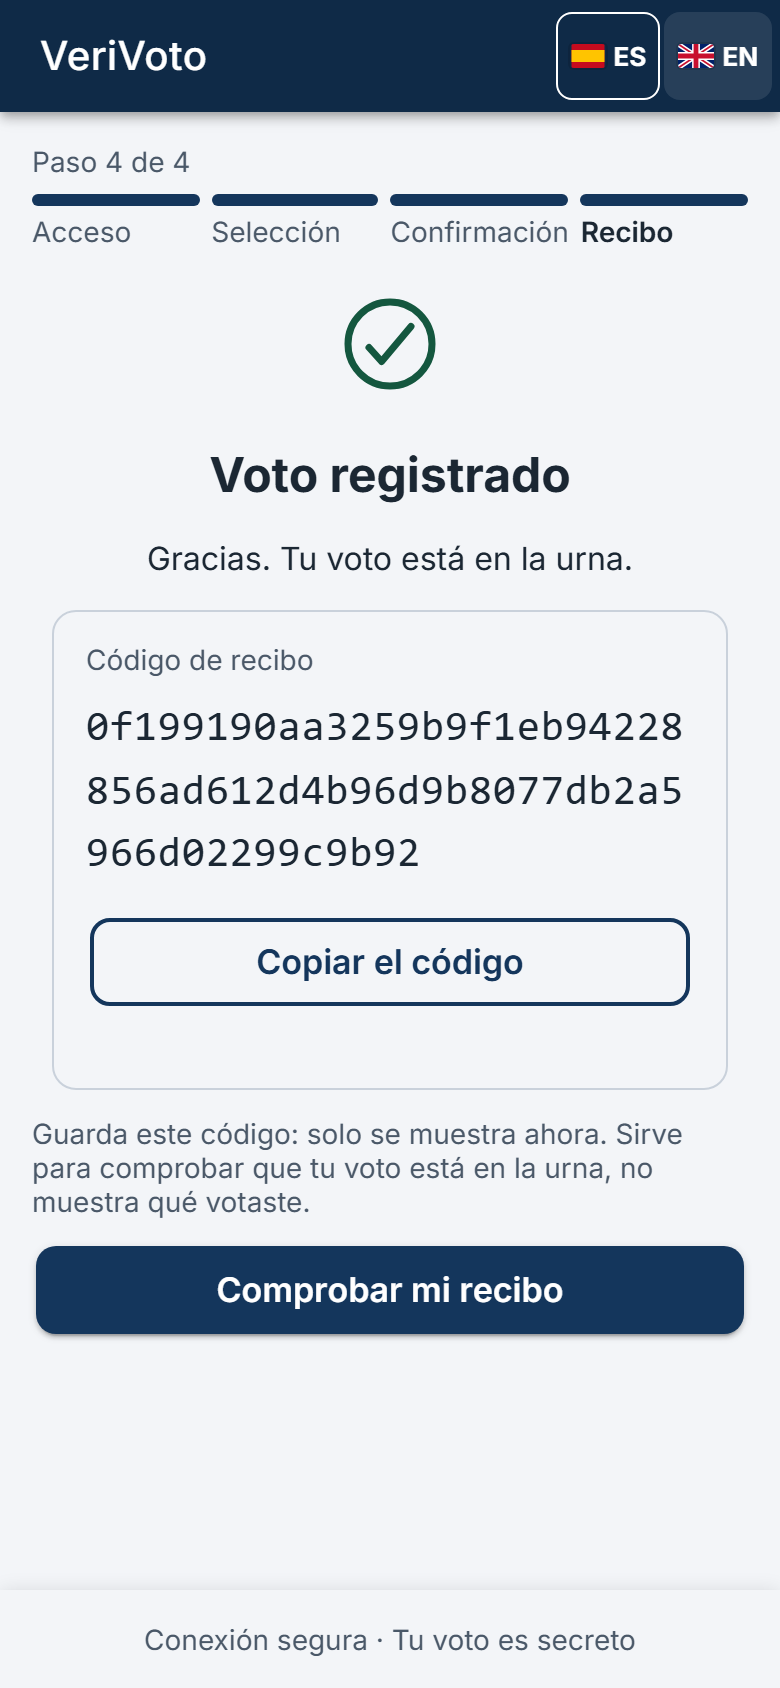 VeriVoto
ES
EN
Paso 4 de 4
Acceso
Selección
Confirmación
Recibo
Voto registrado
Gracias. Tu voto está en la urna.
Código de recibo
0f199190aa3259b9f1eb94228
856ad612d4b96d9b8077db2a5
966d02299c9b92
Copiar el código
Guarda este código: solo se muestra ahora. Sirve
para comprobar que tu voto está en la urna, no
muestra qué votaste.
Comprobar mi recibo
Conexión segura · Tu voto es secreto